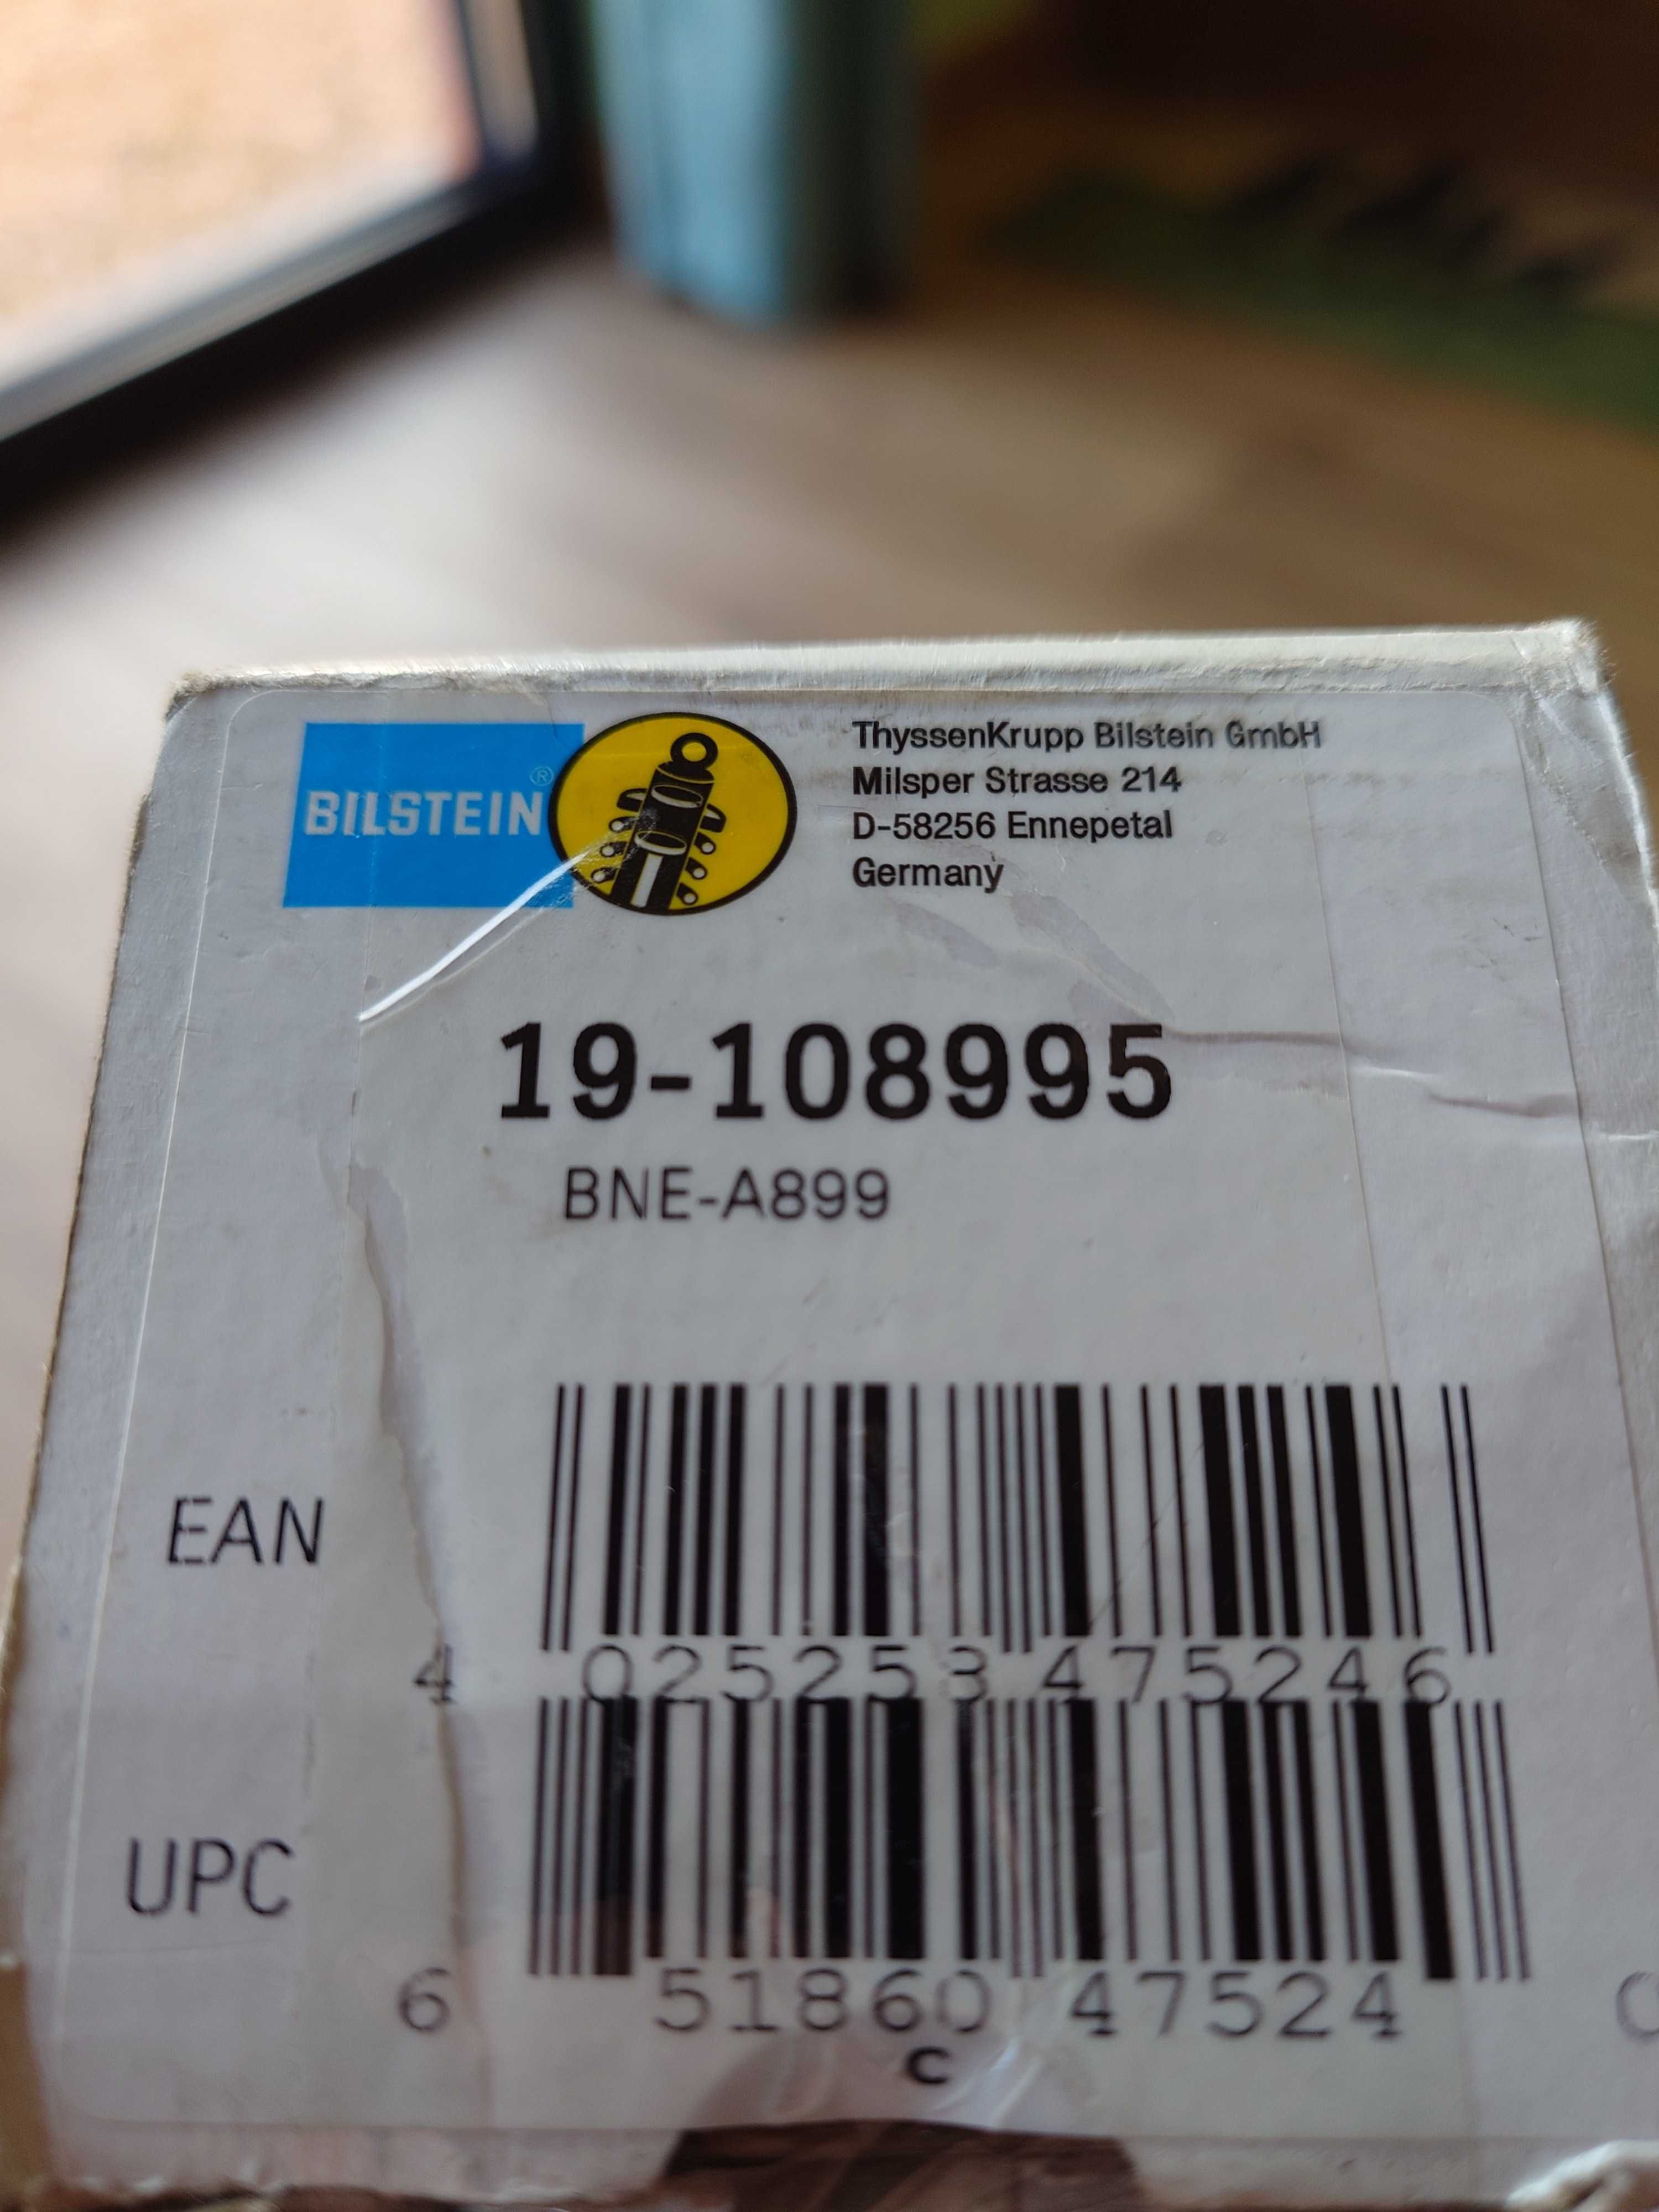 BILSTEIN®
ThyssenKrupp Bilstein GmbH
Milsper Strasse 214
D-58256 Ennepetal
Germany
19-108995
BNE-A899
EAN
4 025253 475246
UPC
6 51860 47524 0
C